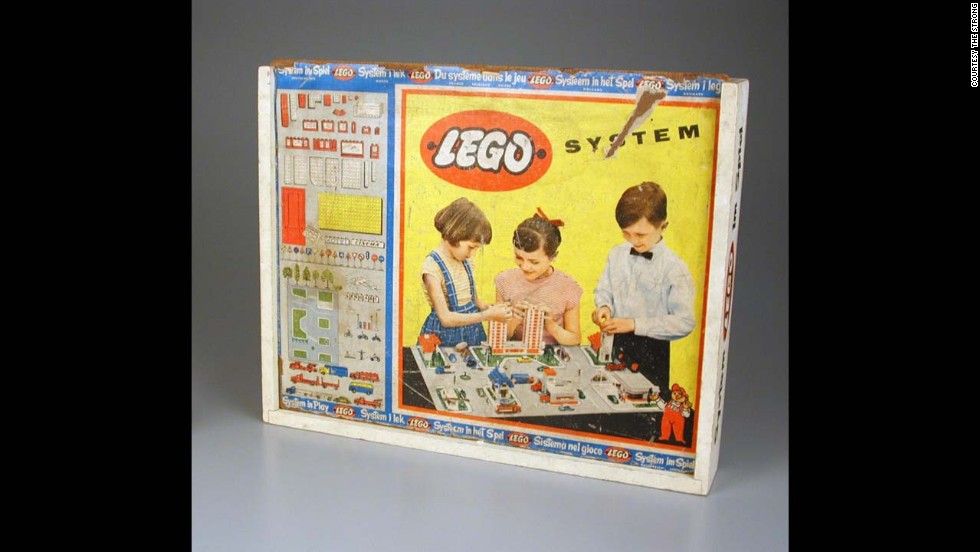 COURTESY THE STRONG
System im Spiel LEGO System i lek LEGO Du système dans le jeu LEGO Systeem in het Spel LEGO System i leg
LEGO
SYSTEM
System in Play LEGO System i lek LEGO Systeem in het Spel LEGO Sistema nel gioco LEGO System im Spiel
LEGO